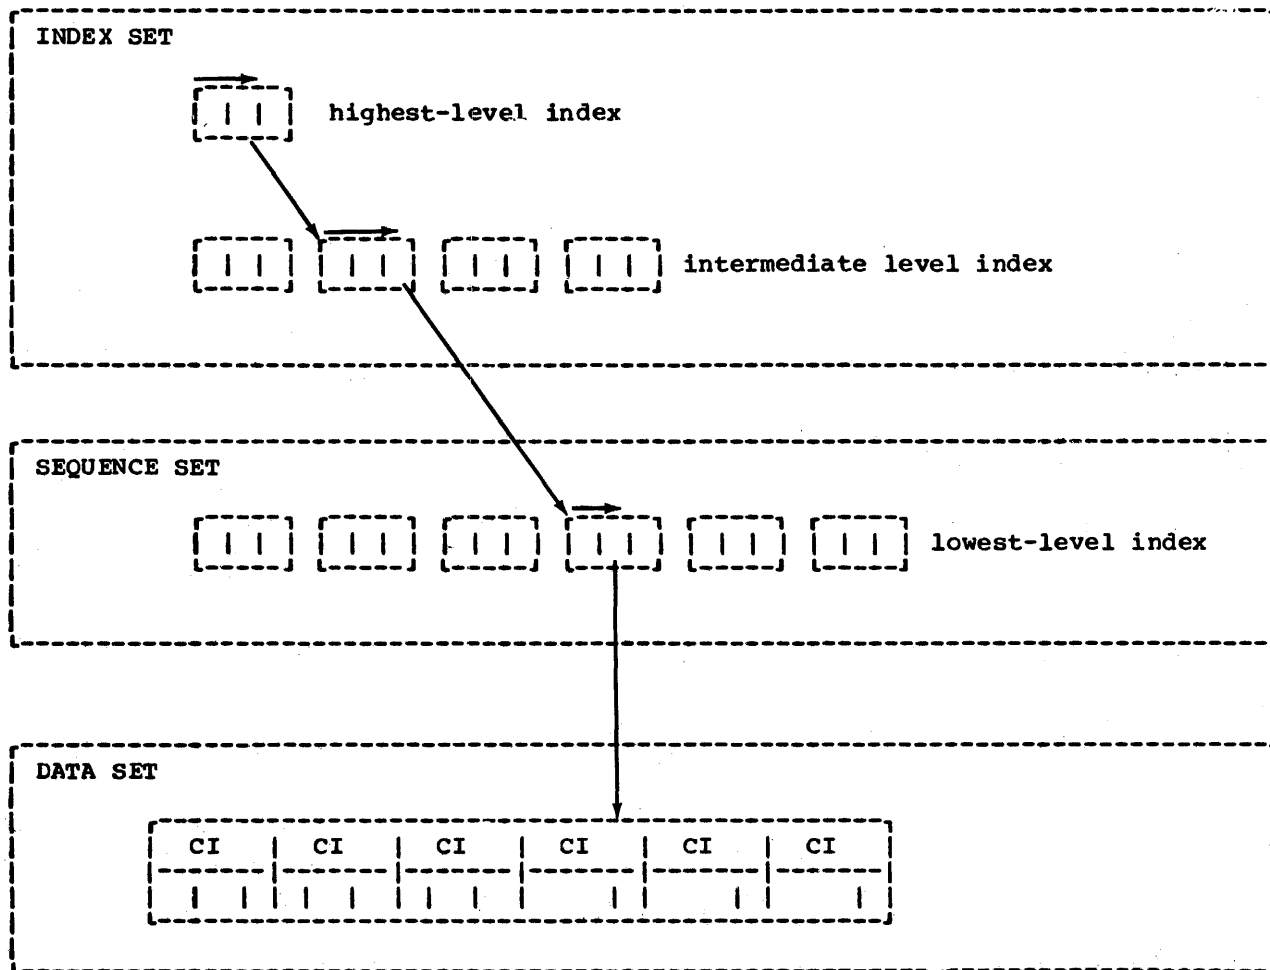 INDEX SET
highest-level index
intermediate level index
SEQUENCE SET
lowest-level index
DATA SET
CI CI CI CI CI CI